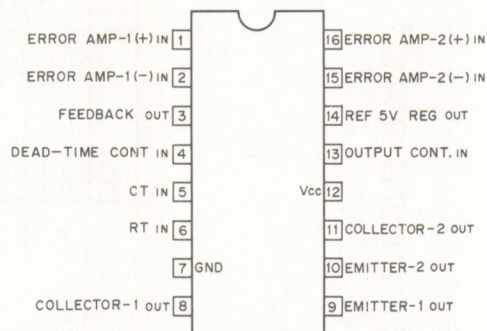 ERROR AMP-1(+) IN 1
ERROR AMP-1(-) IN 2
FEEDBACK OUT 3
DEAD-TIME CONT IN 4
CT IN 5
RT IN 6
7 GND
COLLECTOR-1 OUT 8
16 ERROR AMP-2(+) IN
15 ERROR AMP-2(-) IN
14 REF 5V REG OUT
13 OUTPUT CONT. IN
Vcc 12
11 COLLECTOR-2 OUT
10 EMITTER-2 OUT
9 EMITTER-1 OUT